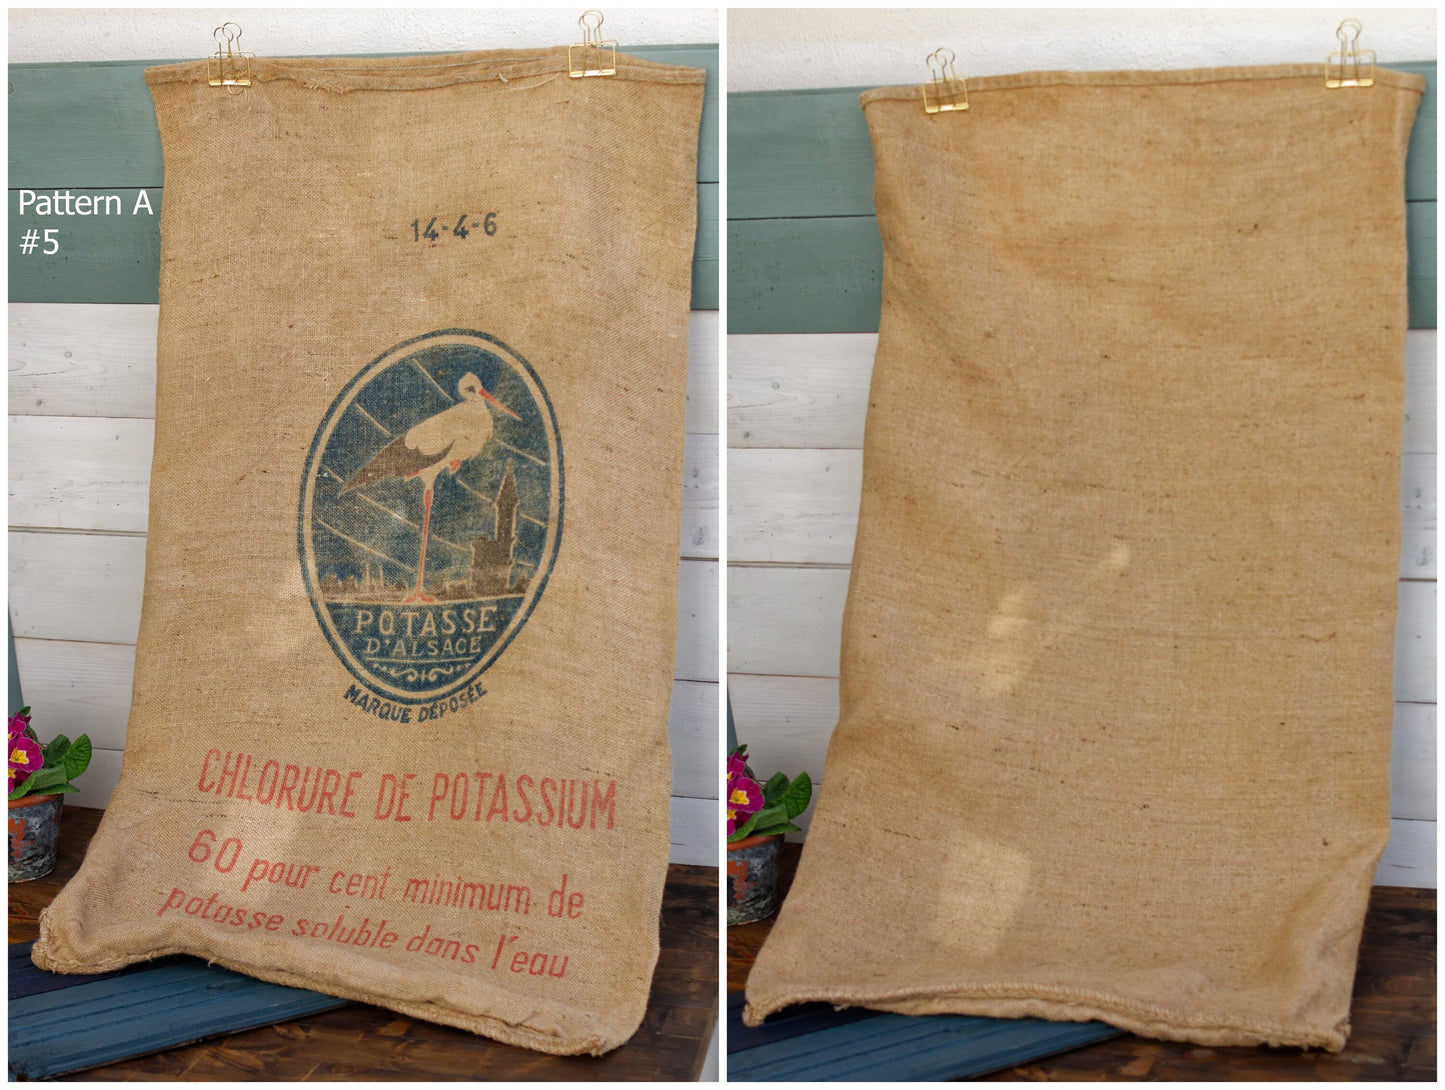 Pattern A
#5
14-4-6
POTASSE
D'ALSACE
MARQUE DÉPOSÉE
CHLORURE DE POTASSIUM
60 pour cent minimum de
potasse soluble dans l'eau